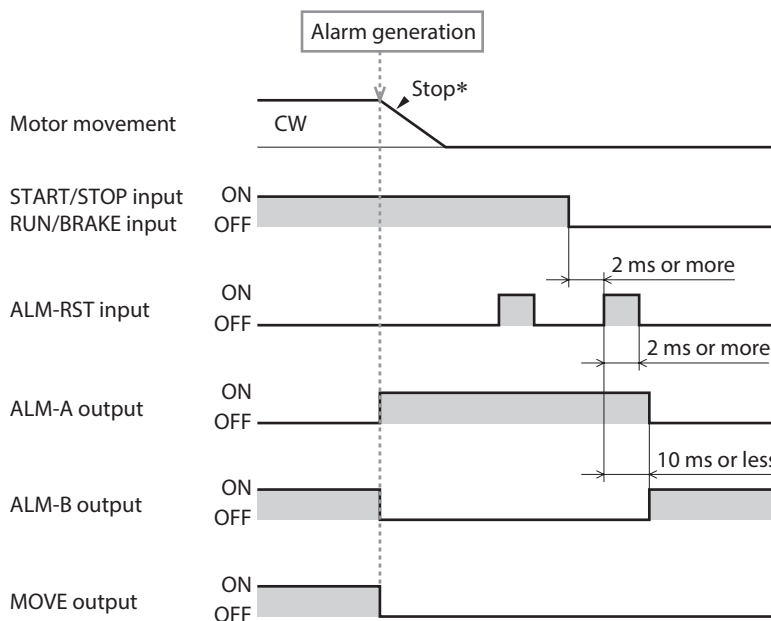 Alarm generation
Stop*
Motor movement
CW
START/STOP input
RUN/BRAKE input
ON
OFF
2 ms or more
ALM-RST input
ON
OFF
2 ms or more
ALM-A output
ON
OFF
10 ms or less
ALM-B output
ON
OFF
MOVE output
ON
OFF